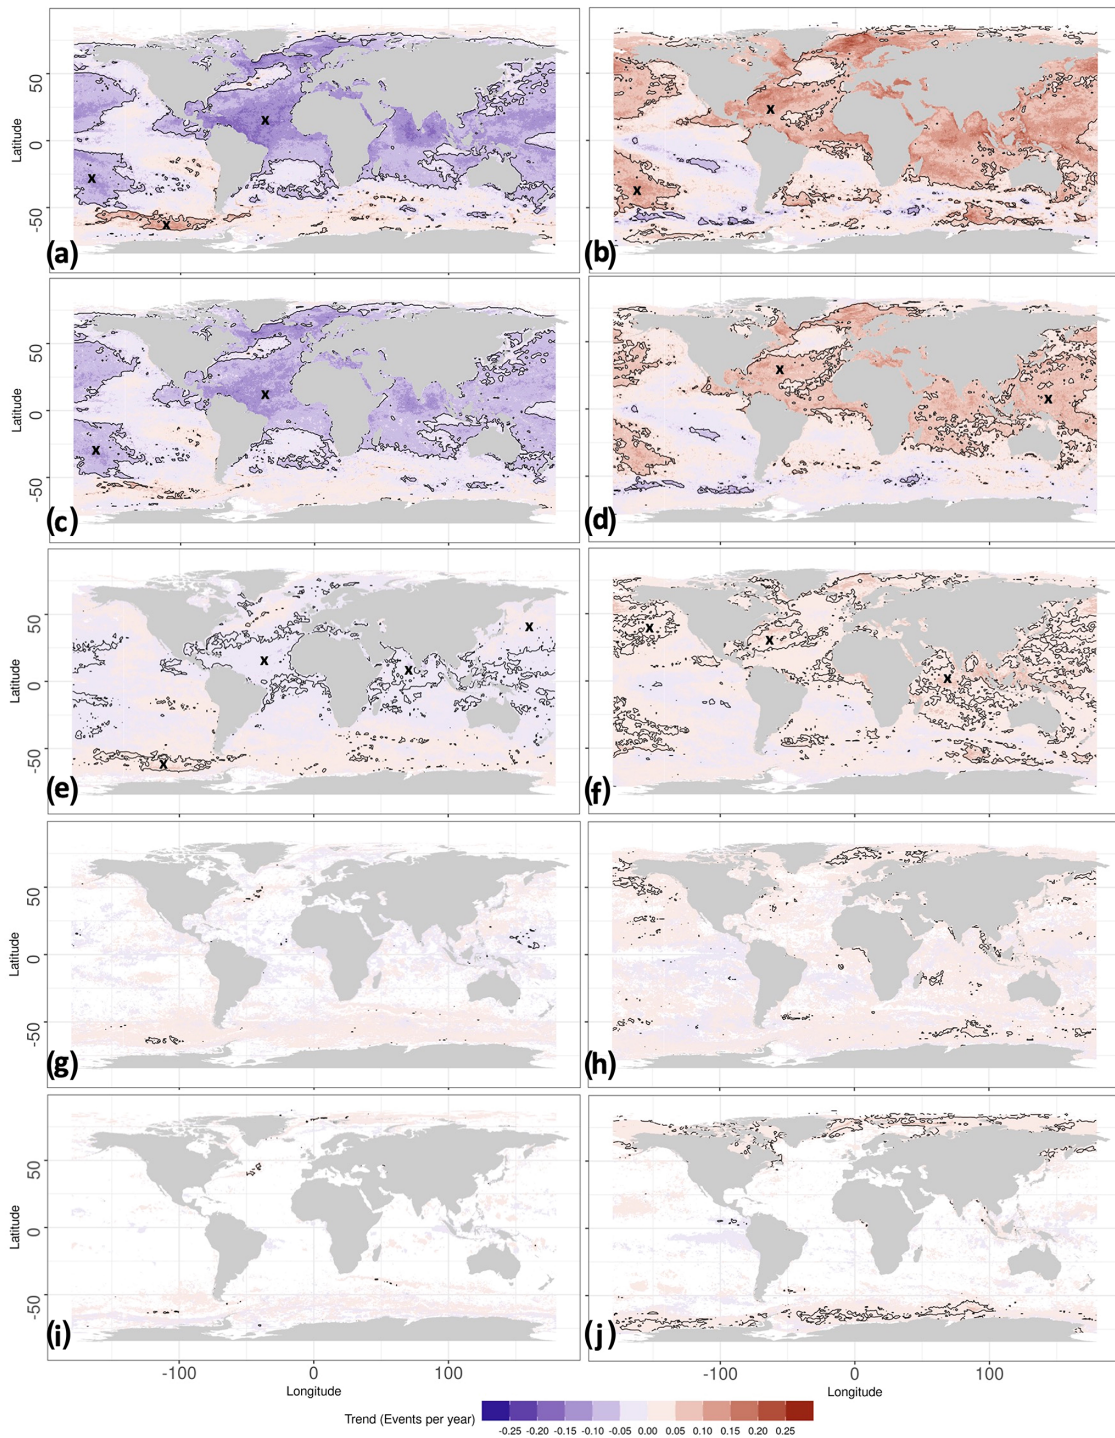 Latitude
50
0
-50
x
x
x
(a)
x
x
(b)
Latitude
50
0
-50
x
x
(c)
x
x
(d)
Latitude
50
0
-50
x
x
x
x
(e)
x
x
x
(f)
Latitude
50
0
-50
(g)
(h)
Latitude
50
0
-50
(i)
(j)
-100 0 100
Longitude
-100 0 100
Longitude
Trend (Events per year)
-0.25 -0.20 -0.15 -0.10 -0.05 0.00 0.05 0.10 0.15 0.20 0.25